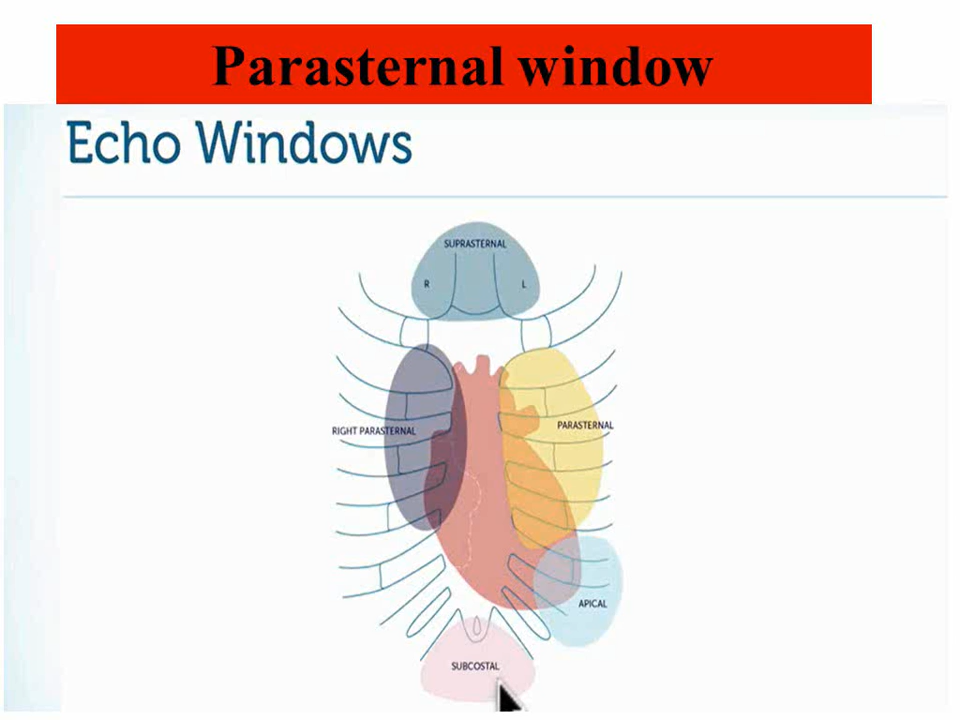 Parasternal window
Echo Windows
SUPRASTERNAL
R L
RIGHT PARASTERNAL
PARASTERNAL
APICAL
SUBCOSTAL